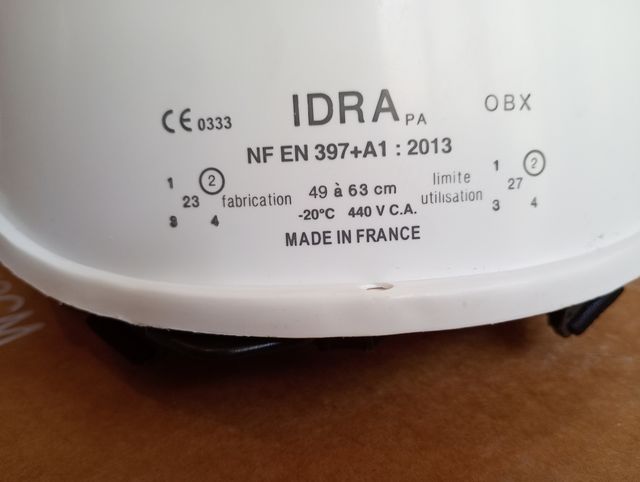 CE 0333 IDRA PA OBX
NF EN 397+A1 : 2013
1 2 23 3 4 fabrication 49 à 63 cm limite utilisation 1 2 27 3 4
-20°C 440 V C.A.
MADE IN FRANCE